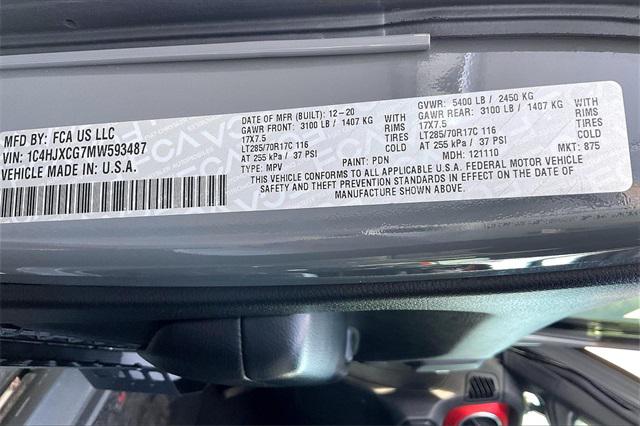 MFD BY: FCA US LLC
VIN: 1C4HJXCG7MW593487
VEHICLE MADE IN: U.S.A.
DATE OF MFR (BUILT): 12-20
GAWR FRONT: 3100 LB / 1407 KG
WITH
17X7.5
RIMS
LT285/70R17C 116
TIRES
AT 255 kPa / 37 PSI
COLD
TYPE: MPV
PAINT: PDN
GVWR: 5400 LB / 2450 KG
GAWR REAR: 3100 LB / 1407 KG
WITH
17X7.5
RIMS
LT285/70R17C 116
TIRES
AT 255 kPa / 37 PSI
COLD
MDH: 121110
MKT: 875
THIS VEHICLE CONFORMS TO ALL APPLICABLE U.S.A. FEDERAL MOTOR VEHICLE
SAFETY AND THEFT PREVENTION STANDARDS IN EFFECT ON THE DATE OF
MANUFACTURE SHOWN ABOVE.